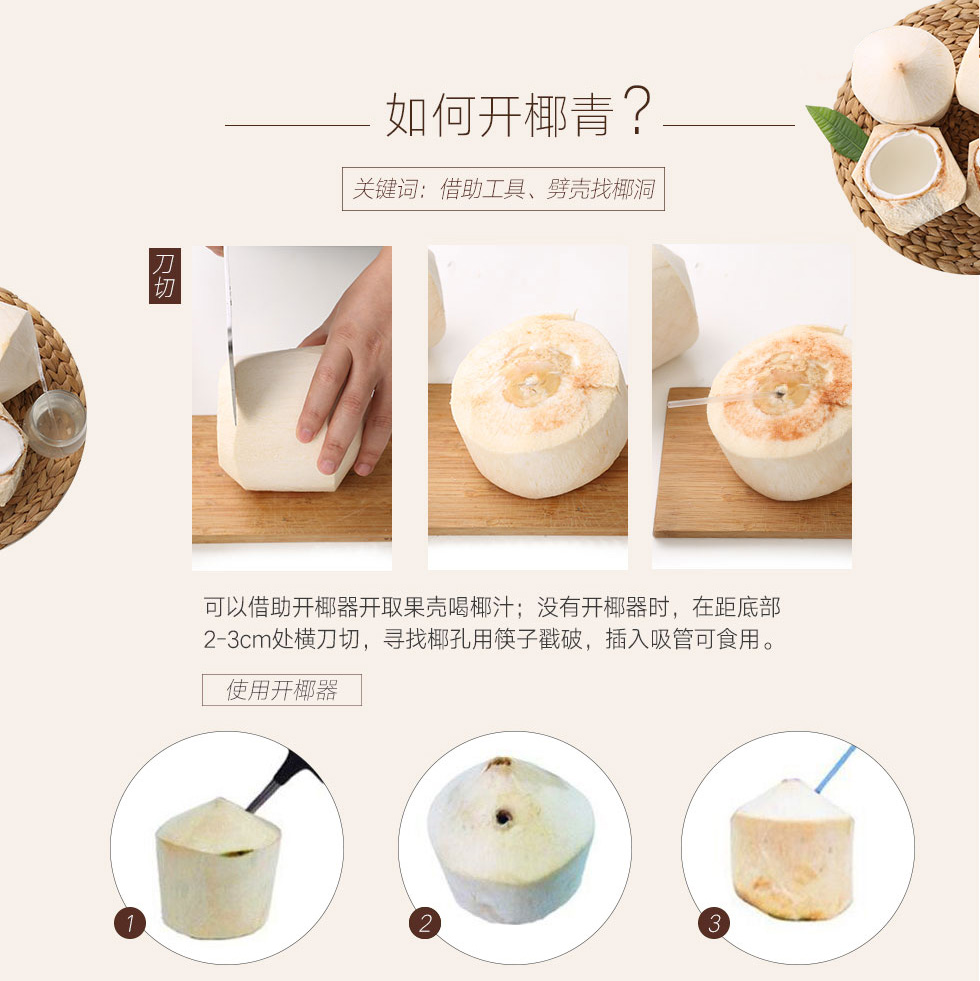 如何开椰青?
关键词：借助工具、劈壳找椰洞
刀切
可以借助开椰器开取果壳喝椰汁；没有开椰器时，在距底部
2-3cm处横刀切，寻找椰孔用筷子戳破，插入吸管可食用。
使用开椰器
1
2
3